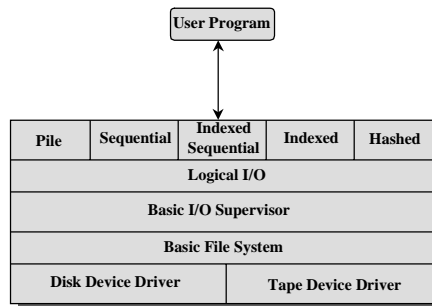 User Program
Pile
Sequential
Indexed
Sequential
Indexed
Hashed
Logical I/O
Basic I/O Supervisor
Basic File System
Disk Device Driver
Tape Device Driver